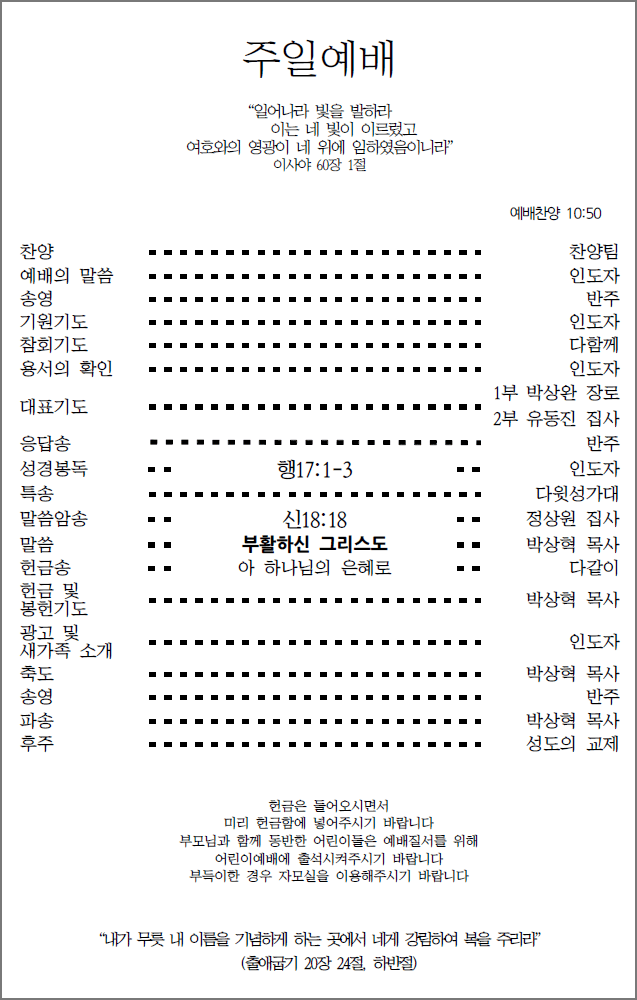 주일예배
“일어나라 빛을 발하라
이는 네 빛이 이르렀고
여호와의 영광이 네 위에 임하였음이니라”
이사야 60장 1절
예배찬양 10:50
찬양 찬양팀
예배의 말씀 인도자
송영 반주
기원기도 인도자
참회기도 다함께
용서의 확인 인도자
대표기도 1부 박상완 장로
2부 유동진 집사
응답송 반주
성경봉독 행17:1-3 인도자
특송 다윗성가대
말씀암송 신18:18 정상원 집사
말씀 부활하신 그리스도 박상혁 목사
헌금송 아 하나님의 은혜로 다같이
헌금 및
봉헌기도 박상혁 목사
광고 및
새가족 소개 인도자
축도 박상혁 목사
송영 반주
파송 박상혁 목사
후주 성도의 교제
헌금은 들어오시면서
미리 헌금함에 넣어주시기 바랍니다
부모님과 함께 동반한 어린이들은 예배질서를 위해
어린이예배에 출석시켜주시기 바랍니다
부득이한 경우 자모실을 이용해주시기 바랍니다
“내가 무릇 내 이름을 기념하게 하는 곳에서 네게 강림하여 복을 주리라”
(출애굽기 20장 24절, 하반절)